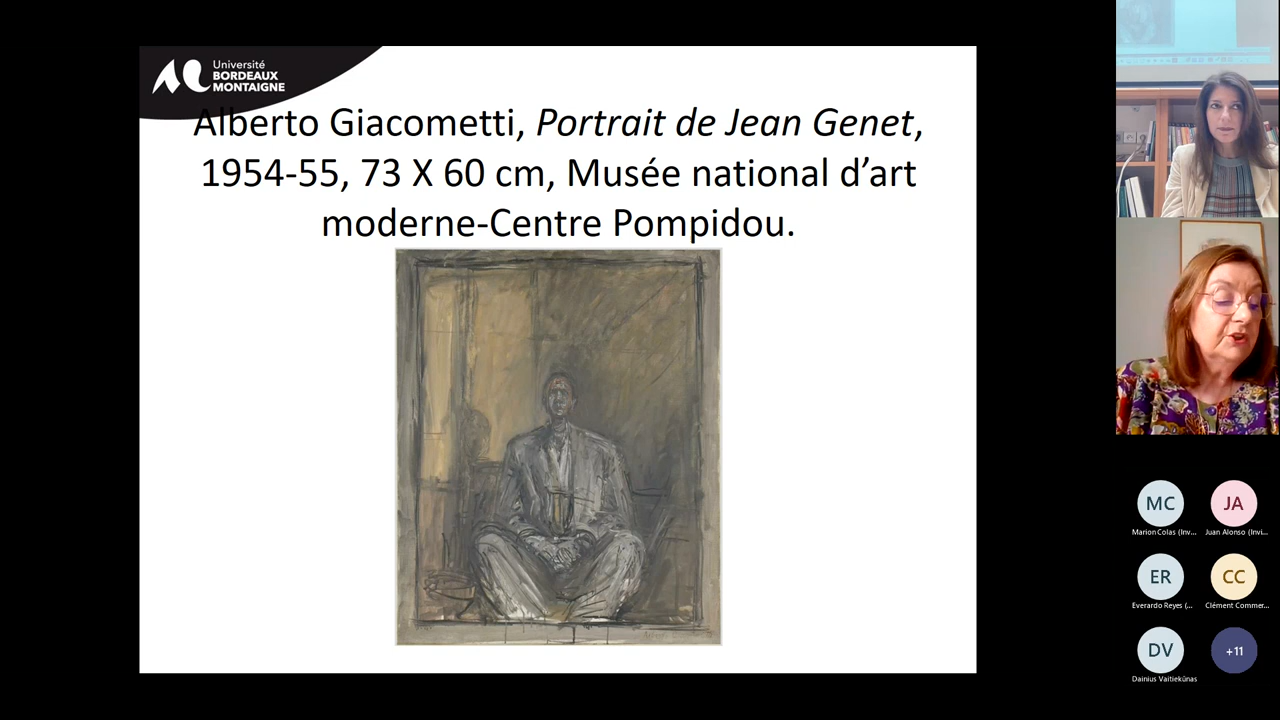 Université
BORDEAUX
MONTAIGNE
Alberto Giacometti, Portrait de Jean Genet,
1954-55, 73 X 60 cm, Musée national d’art
moderne-Centre Pompidou.
MC
JA
Marion Colas (Inv...
Juan Alonso (Invi...
ER
CC
Everardo Reyes (...
Clément Commer...
DV
+11
Dainius Vaitiekūnas